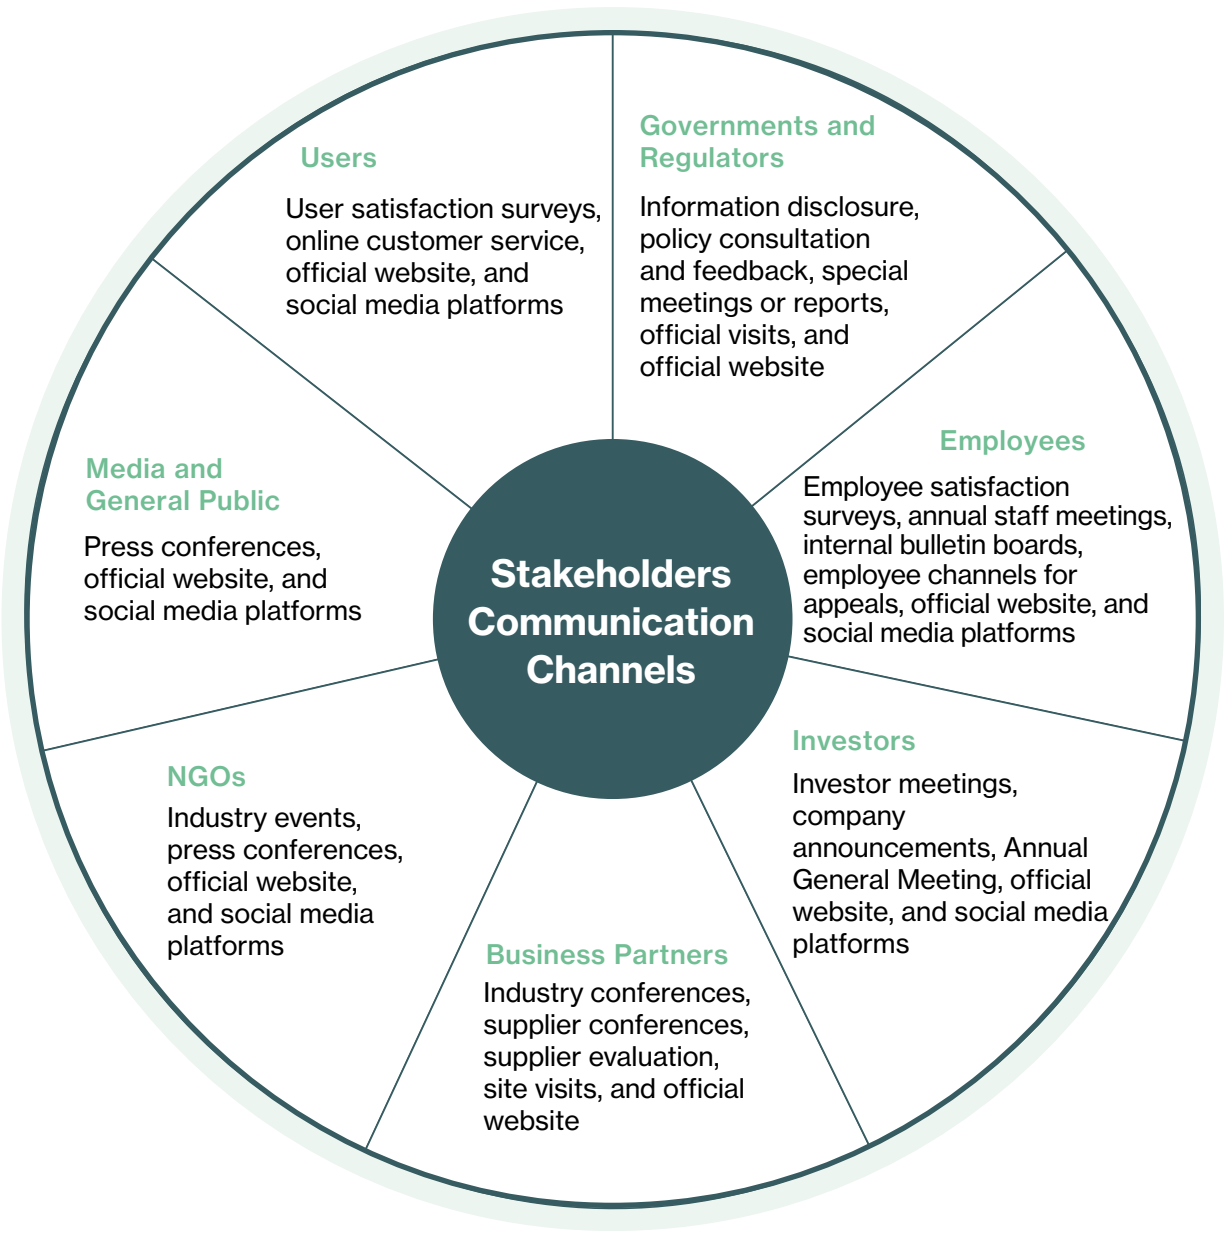 Stakeholders
Communication
Channels
Governments and
Regulators
Information disclosure,
policy consultation
and feedback, special
meetings or reports,
official visits, and
official website
Employees
Employee satisfaction
surveys, annual staff meetings,
internal bulletin boards,
employee channels for
appeals, official website, and
social media platforms
Investors
Investor meetings,
company
announcements, Annual
General Meeting, official
website, and social media
platforms
Business Partners
Industry conferences,
supplier conferences,
supplier evaluation,
site visits, and official
website
NGOs
Industry events,
press conferences,
official website,
and social media
platforms
Media and
General Public
Press conferences,
official website, and
social media platforms
Users
User satisfaction surveys,
online customer service,
official website, and
social media platforms